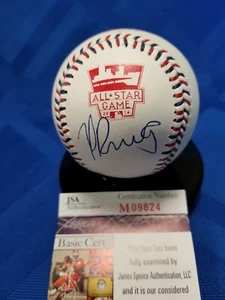 ALL★STAR
GAME
JSA
Certification Number
M09824
Basic Cert
This item has been
fully examined by
James Spence Authentication, LLC
and it is our considered